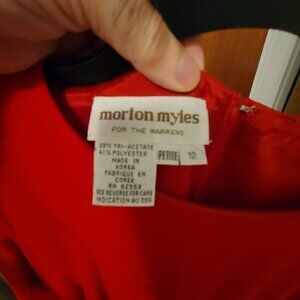 morton myles
FOR THE WARRENS
59% TRI-ACETATE
41% POLYESTER
MADE IN
KOREA
FABRIQUE EN
COREE
RN 62553
SEE REVERSE FOR CARE
INDICATION AU DOS
PETITE 12